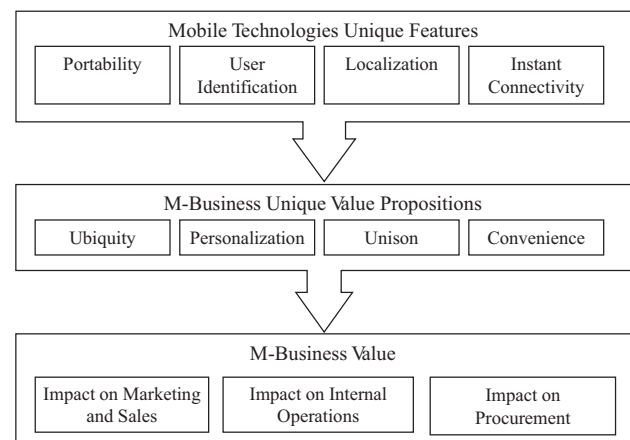 Mobile Technologies Unique Features
Portability
User
Identification
Localization
Instant
Connectivity
M-Business Unique Value Propositions
Ubiquity
Personalization
Unison
Convenience
M-Business Value
Impact on Marketing
and Sales
Impact on Internal
Operations
Impact on
Procurement